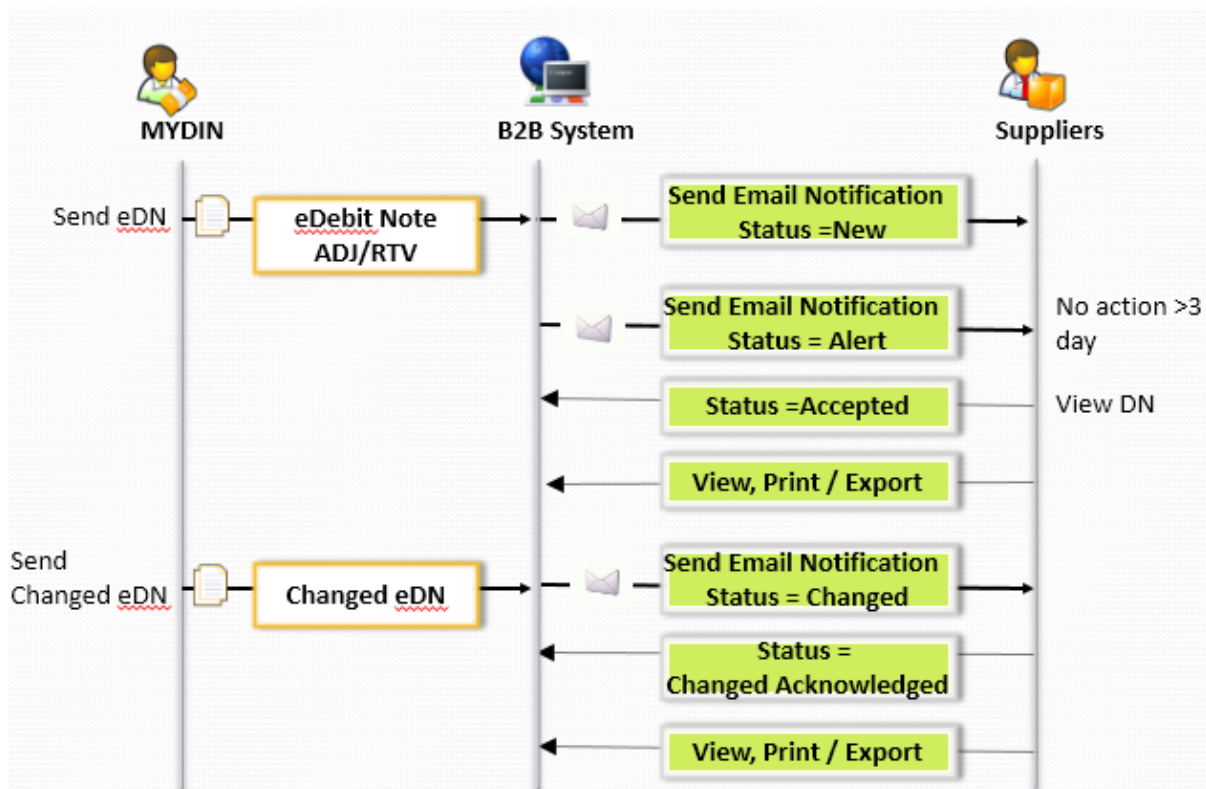 MYDIN
B2B System
Suppliers
Send eDN
eDebit Note
ADJ/RTV
Send Email Notification
Status =New
Send Email Notification
Status = Alert
No action >3
day
Status =Accepted
View DN
View, Print / Export
Send
Changed eDN
Changed eDN
Send Email Notification
Status = Changed
Status =
Changed Acknowledged
View, Print / Export